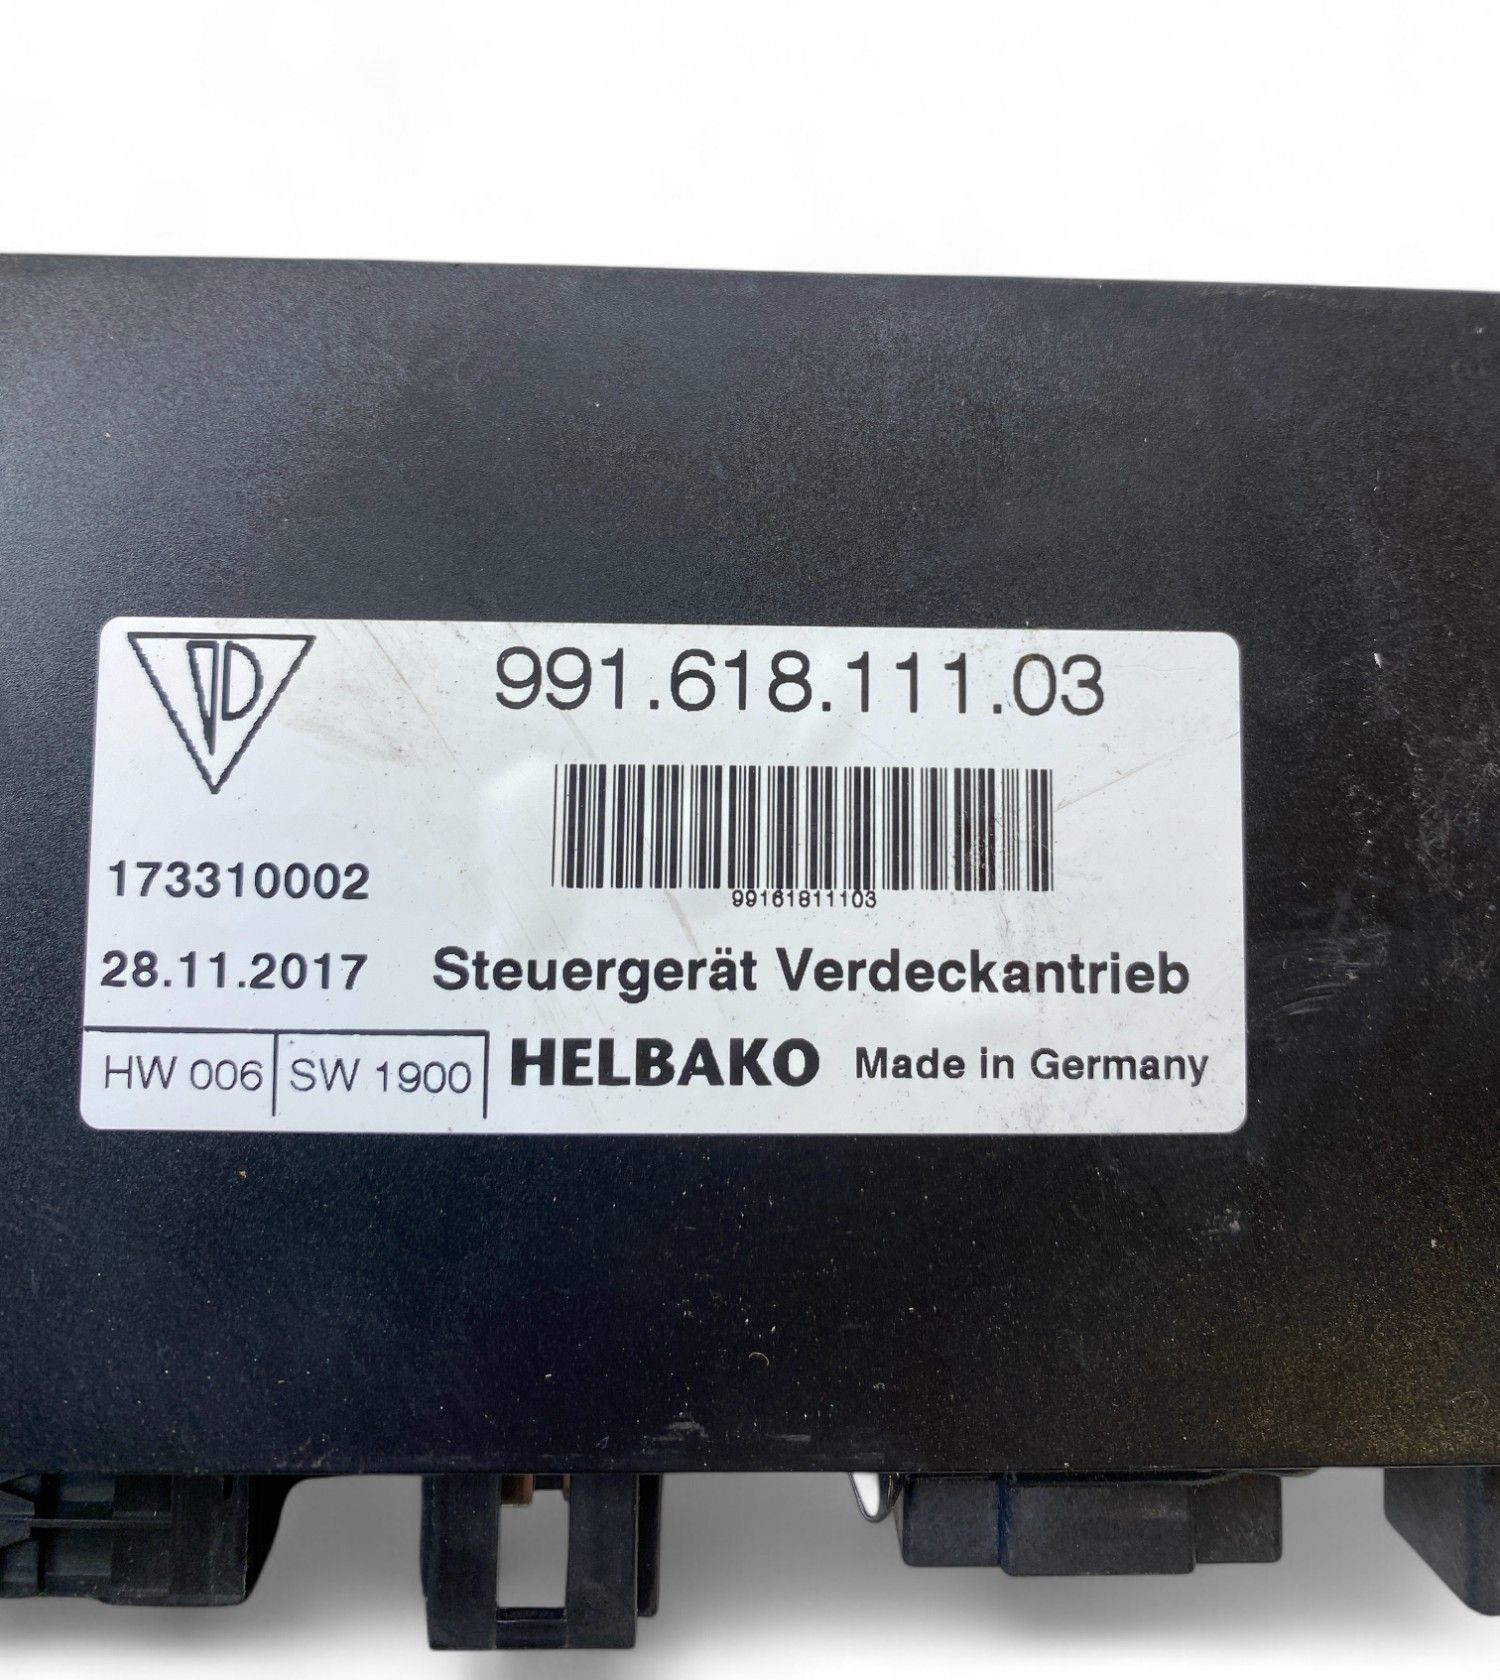 991.618.111.03
99161811103
173310002
28.11.2017 Steuergerät Verdeckantrieb
HW 006 SW 1900 HELBAKO Made in Germany